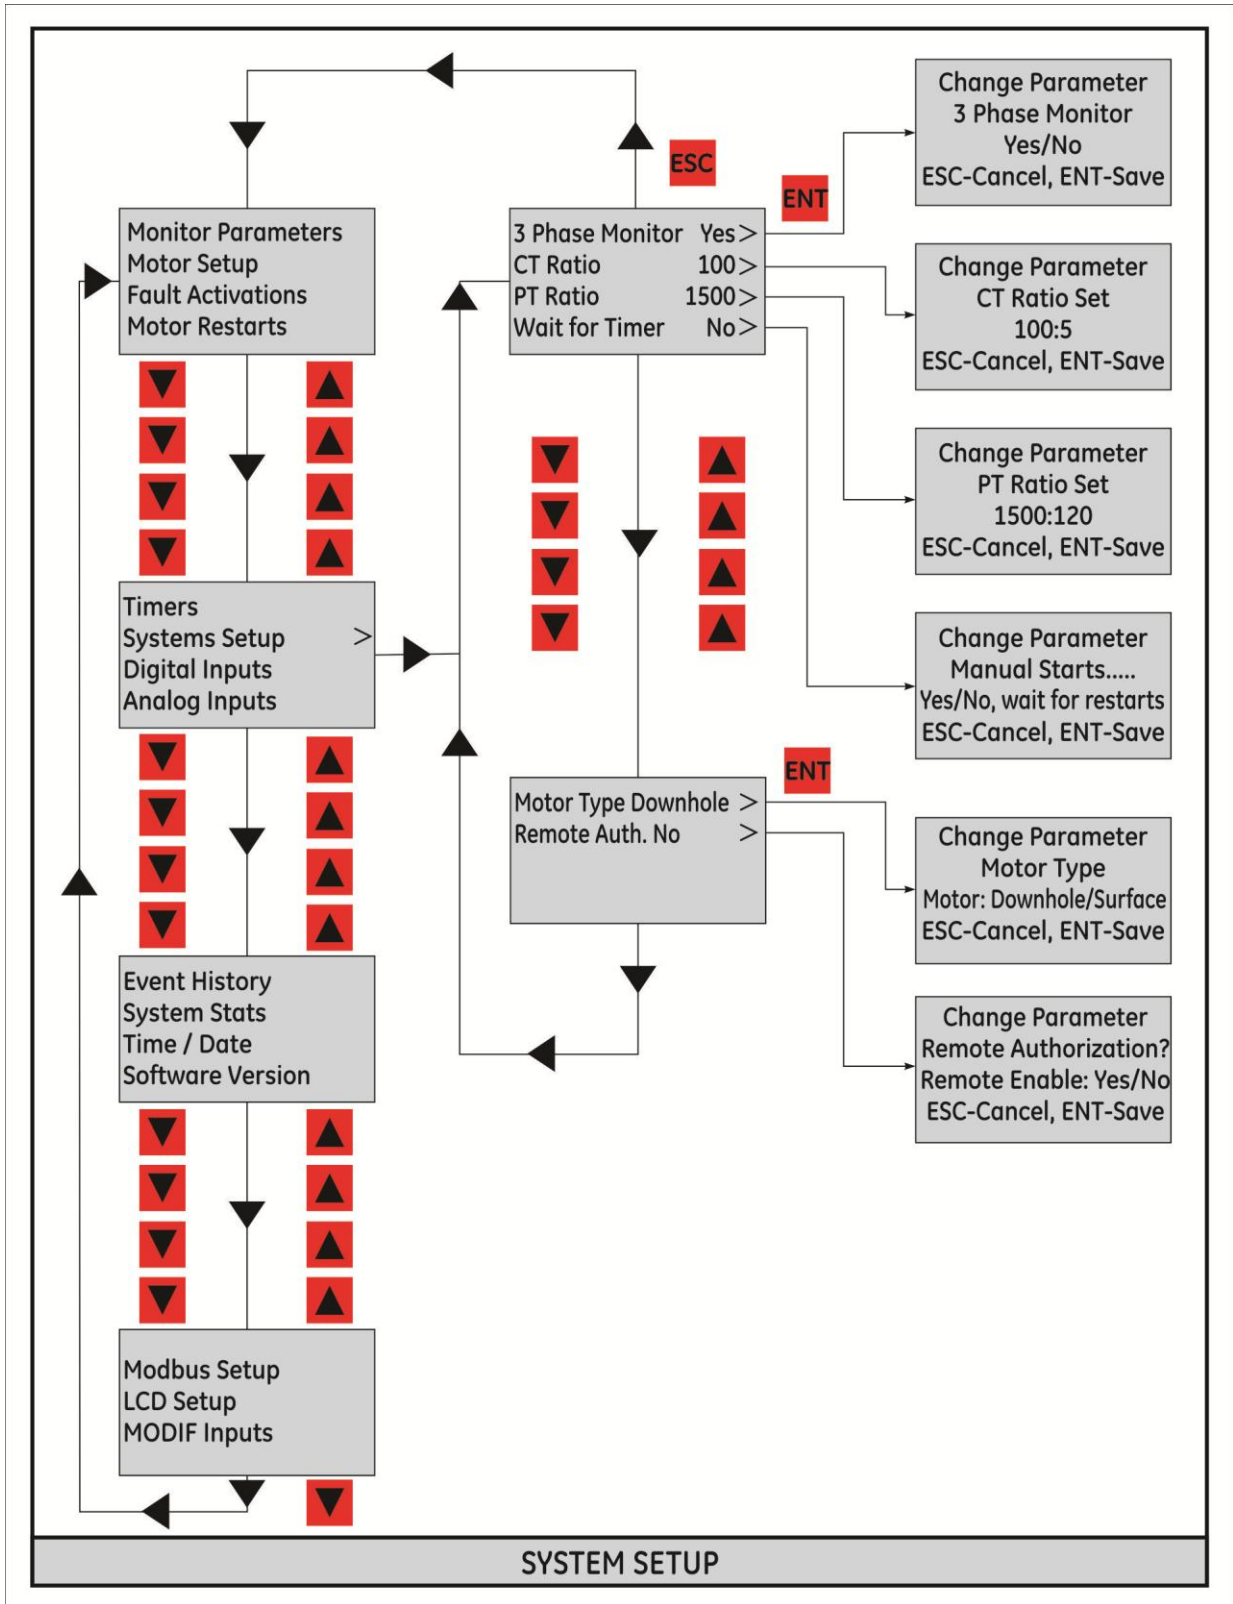 ESC
ENT
Change Parameter
3 Phase Monitor
Yes/No
ESC-Cancel, ENT-Save
Monitor Parameters
Motor Setup
Fault Activations
Motor Restarts
3 Phase Monitor Yes >
CT Ratio 100 >
PT Ratio 1500 >
Wait for Timer No >
Change Parameter
CT Ratio Set
100:5
ESC-Cancel, ENT-Save
Change Parameter
PT Ratio Set
1500:120
ESC-Cancel, ENT-Save
Timers
Systems Setup >
Digital Inputs
Analog Inputs
Change Parameter
Manual Starts.....
Yes/No, wait for restarts
ESC-Cancel, ENT-Save
ENT
Motor Type Downhole >
Remote Auth. No >
Change Parameter
Motor Type
Motor: Downhole/Surface
ESC-Cancel, ENT-Save
Event History
System Stats
Time / Date
Software Version
Change Parameter
Remote Authorization?
Remote Enable: Yes/No
ESC-Cancel, ENT-Save
Modbus Setup
LCD Setup
MODIF Inputs
SYSTEM SETUP